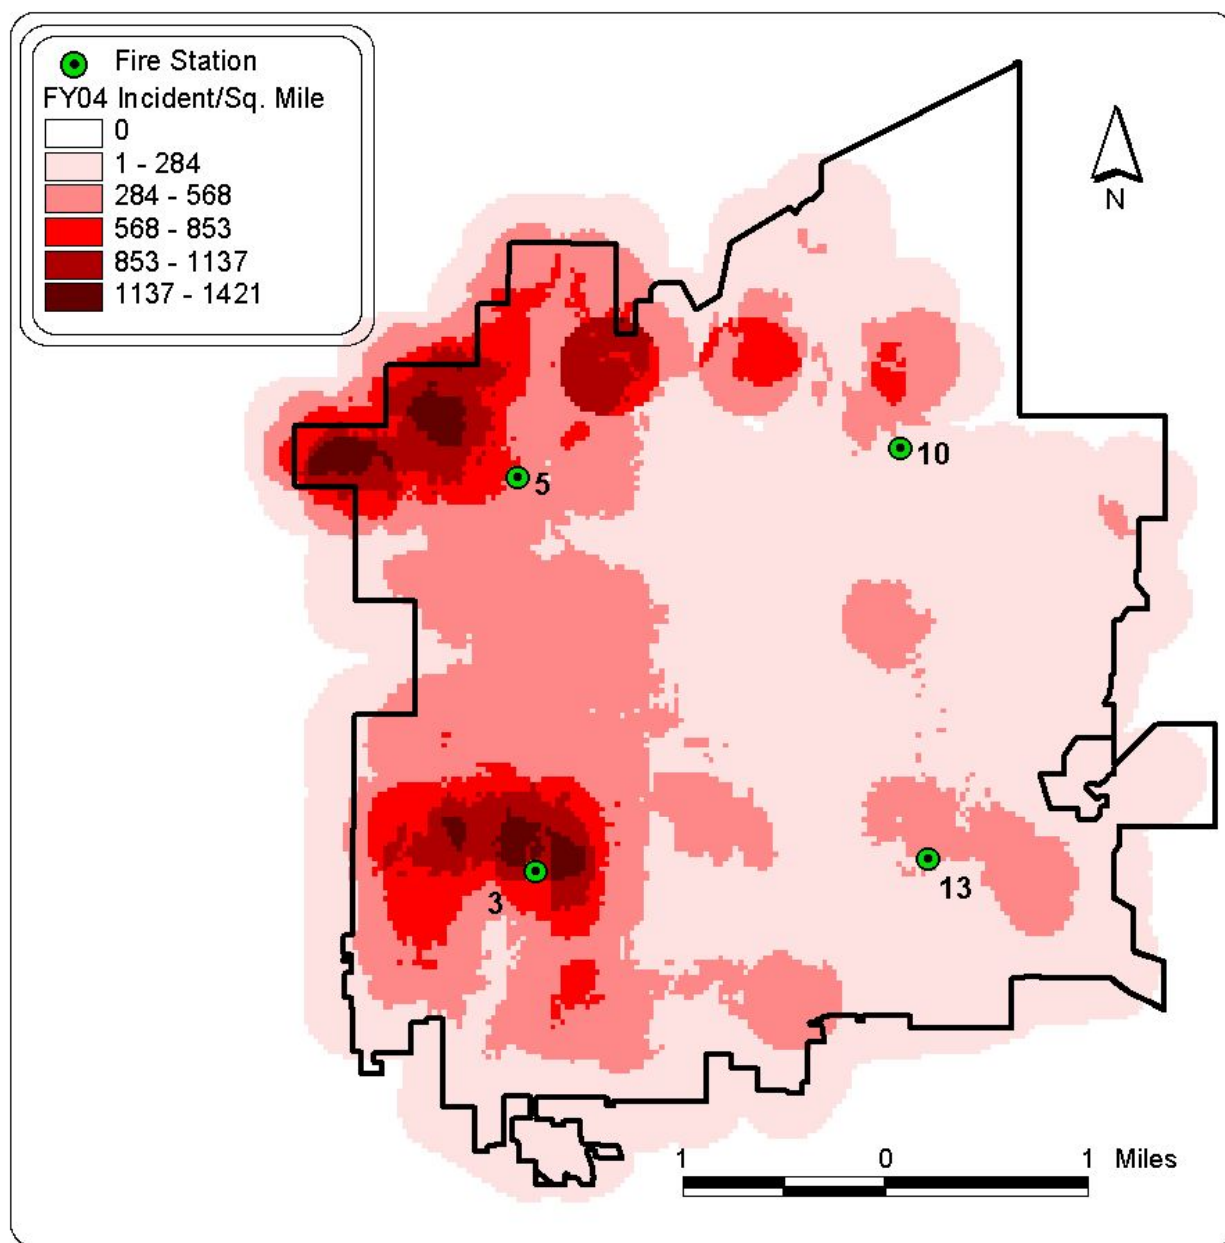 Fire Station
FY04 Incident/Sq. Mile
0
1 - 284
284 - 568
568 - 853
853 - 1137
1137 - 1421
N
10
5
13
3
1 0 1 Miles